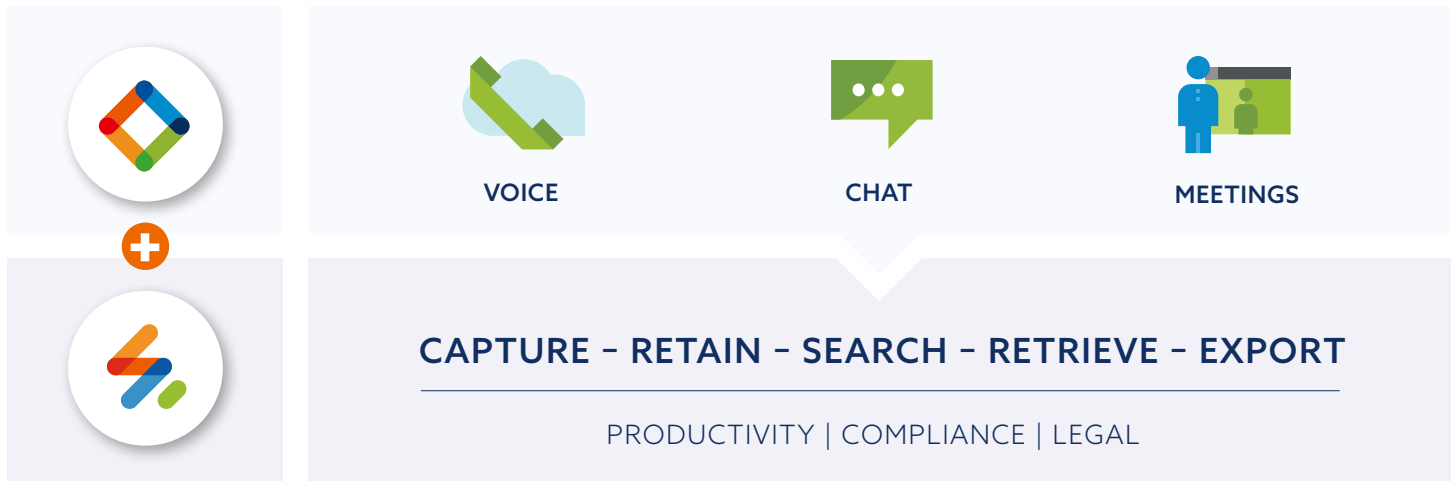 VOICE
CHAT
MEETINGS
CAPTURE – RETAIN – SEARCH – RETRIEVE – EXPORT
PRODUCTIVITY | COMPLIANCE | LEGAL